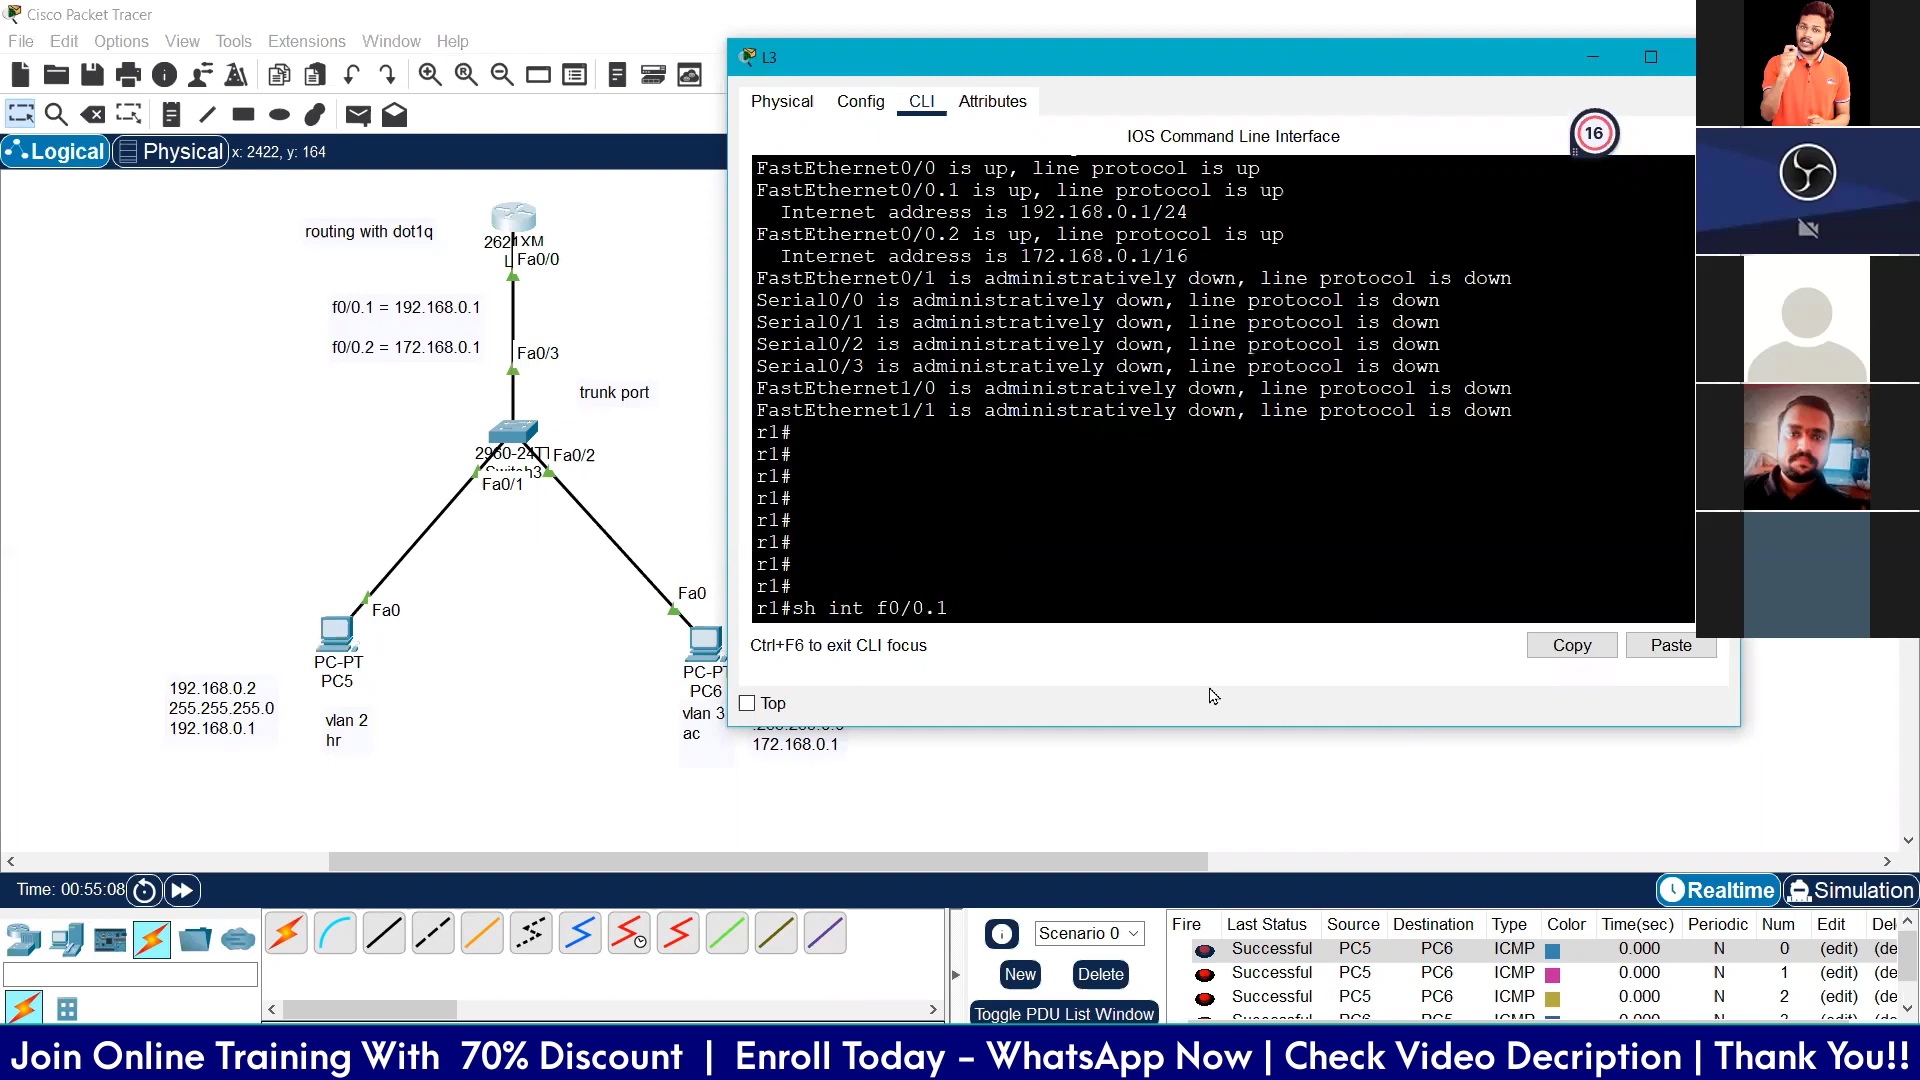 Cisco Packet Tracer
File Edit Options View Tools Extensions Window Help
Logical Physical x: 2422, y: 164
routing with dot1q
2621XM
Fa0/0
f0/0.1 = 192.168.0.1
f0/0.2 = 172.168.0.1
Fa0/3
trunk port
Fa0/2
Fa0/1
Fa0
PC-PT
PC5
192.168.0.2
255.255.255.0
192.168.0.1
vlan 2
hr
Fa0
PC-PT
PC6
vlan 3
ac
172.168.0.1
L3
Physical Config CLI Attributes
16
IOS Command Line Interface
FastEthernet0/0 is up, line protocol is up
FastEthernet0/0.1 is up, line protocol is up
Internet address is 192.168.0.1/24
FastEthernet0/0.2 is up, line protocol is up
Internet address is 172.168.0.1/16
FastEthernet0/1 is administratively down, line protocol is down
Serial0/0 is administratively down, line protocol is down
Serial0/1 is administratively down, line protocol is down
Serial0/2 is administratively down, line protocol is down
Serial0/3 is administratively down, line protocol is down
FastEthernet1/0 is administratively down, line protocol is down
FastEthernet1/1 is administratively down, line protocol is down
r1#
r1#
r1#
r1#
r1#
r1#
r1#
r1#
r1#sh int f0/0.1
Ctrl+F6 to exit CLI focus
Copy Paste
Top
Time: 00:55:08
Realtime Simulation
Scenario 0
New Delete
Toggle PDU List Window
Fire Last Status Source Destination Type Color Time(sec) Periodic Num Edit Del
Successful PC5 PC6 ICMP 0.000 N 0 (edit) (de
Successful PC5 PC6 ICMP 0.000 N 1 (edit) (de
Successful PC5 PC6 ICMP 0.000 N 2 (edit) (de
Join Online Training With 70% Discount | Enroll Today – WhatsApp Now | Check Video Decription | Thank You!!